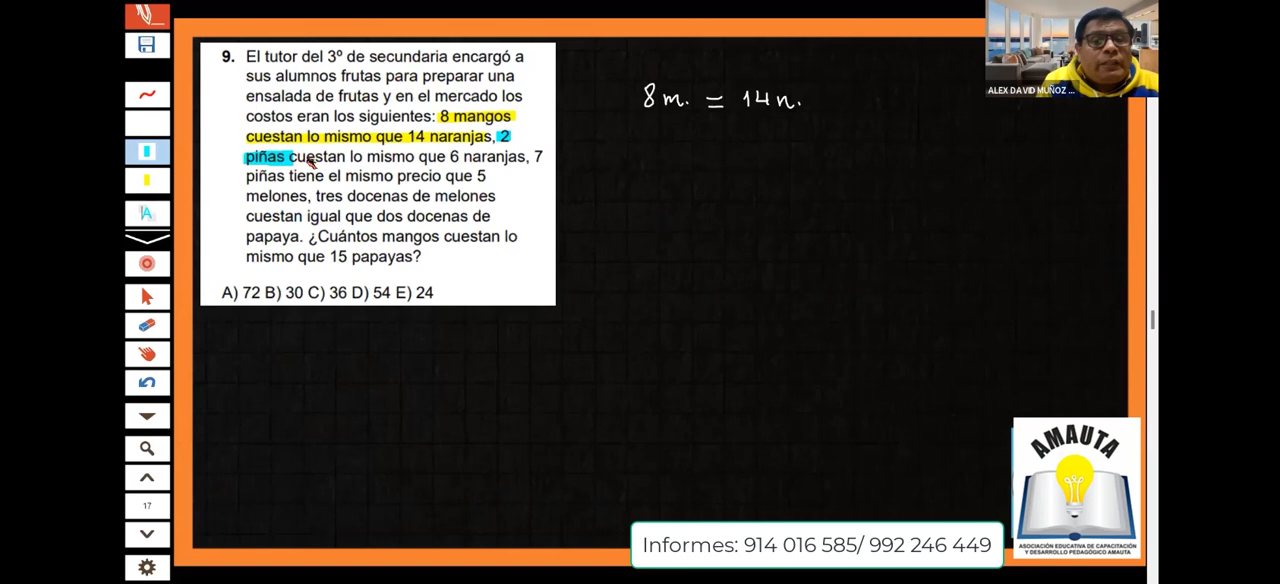 9. El tutor del 3º de secundaria encargó a
sus alumnos frutas para preparar una
ensalada de frutas y en el mercado los
costos eran los siguientes: 8 mangos
cuestan lo mismo que 14 naranjas, 2
piñas cuestan lo mismo que 6 naranjas, 7
piñas tiene el mismo precio que 5
melones, tres docenas de melones
cuestan igual que dos docenas de
papaya. ¿Cuántos mangos cuestan lo
mismo que 15 papayas?
A) 72 B) 30 C) 36 D) 54 E) 24
8 m. = 14 n.
ALEX DAVID MUÑOZ ...
A
17
AMAUTA
ASOCIACIÓN EDUCATIVA DE CAPACITACIÓN
Y DESARROLLO PEDAGÓGICO AMAUTA
Informes: 914 016 585/ 992 246 449